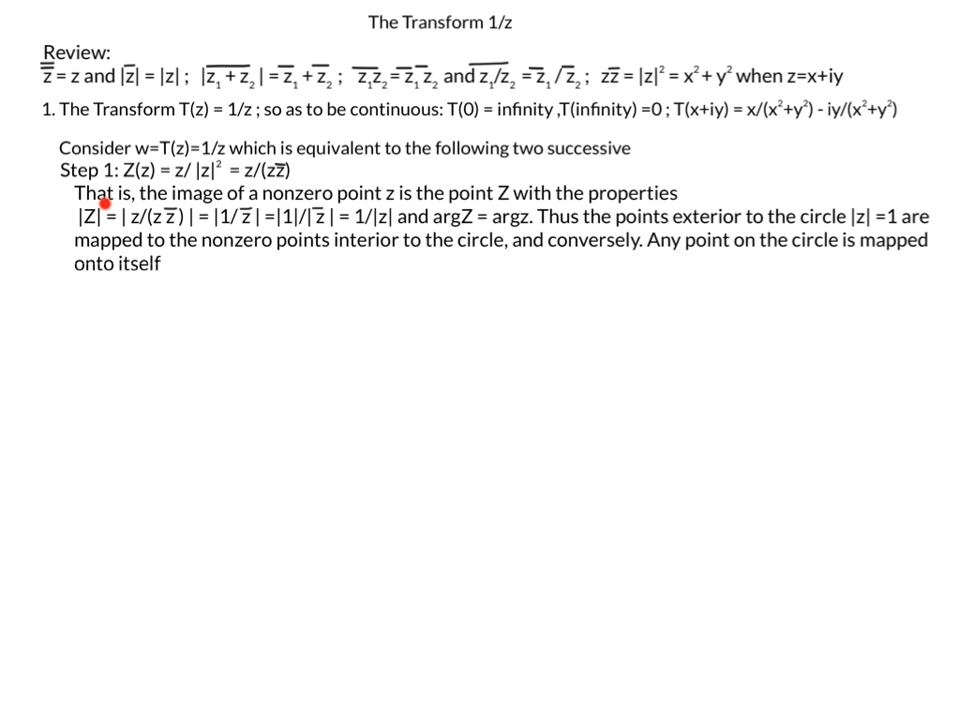 The Transform 1/z
Review:
z̿ = z and |z̅| = |z| ; |z̅₁̅ ̅+̅ ̅z̅₂̅ | = z̅₁ + z̅₂ ; z̅₁̅z̅₂̅ = z̅₁z̅₂ and z̅₁̅/̅z̅₂̅ = z̅₁ / z̅₂ ; zz̅ = |z|² = x² + y² when z=x+iy
1. The Transform T(z) = 1/z ; so as to be continuous: T(0) = infinity ,T(infinity) =0 ; T(x+iy) = x/(x²+y²) - iy/(x²+y²)
Consider w=T(z)=1/z which is equivalent to the following two successive
Step 1: Z(z) = z/ |z|² = z/(zz̅)
That is, the image of a nonzero point z is the point Z with the properties
|Z| = | z/(z z̅ ) | = |1/ z̅ | =|1|/| z̅ | = 1/|z| and argZ = argz. Thus the points exterior to the circle |z| =1 are
mapped to the nonzero points interior to the circle, and conversely. Any point on the circle is mapped
onto itself